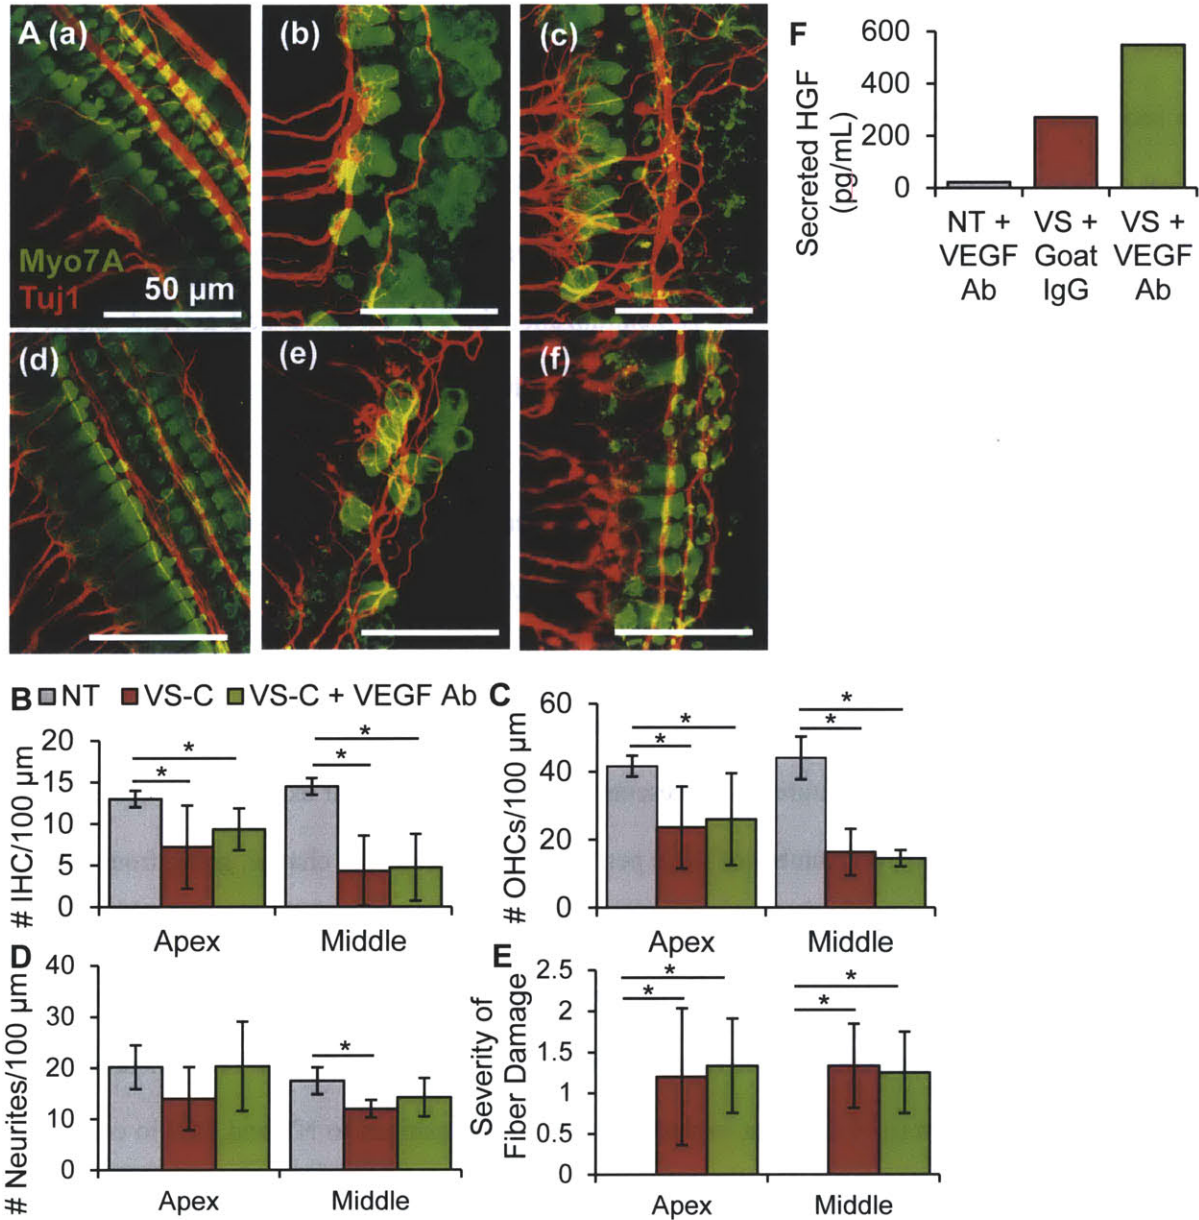 A (a)
(b)
(c)
Myo7A
Tuj1
50 µm
(d)
(e)
(f)
F
Secreted HGF
(pg/mL)
600
400
200
0
NT +
VEGF
Ab
VS +
Goat
IgG
VS +
VEGF
Ab
B NT VS-C VS-C + VEGF Ab
# IHC/100 µm
20
15
10
5
0
Apex Middle
C
# OHCs/100 µm
60
40
20
0
Apex Middle
D
# Neurites/100 µm
40
30
20
10
0
Apex Middle
E
Severity of
Fiber Damage
2.5
2
1.5
1
0.5
0
Apex Middle
* * * *
* * * *
*
* * * *